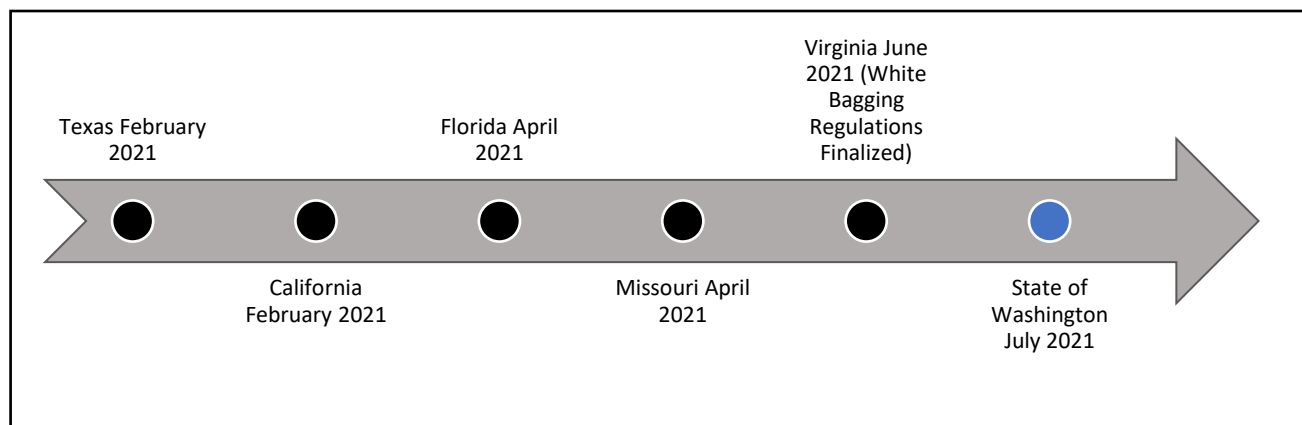 Texas February
2021
California
February 2021
Florida April
2021
Missouri April
2021
Virginia June
2021 (White
Bagging
Regulations
Finalized)
State of
Washington
July 2021